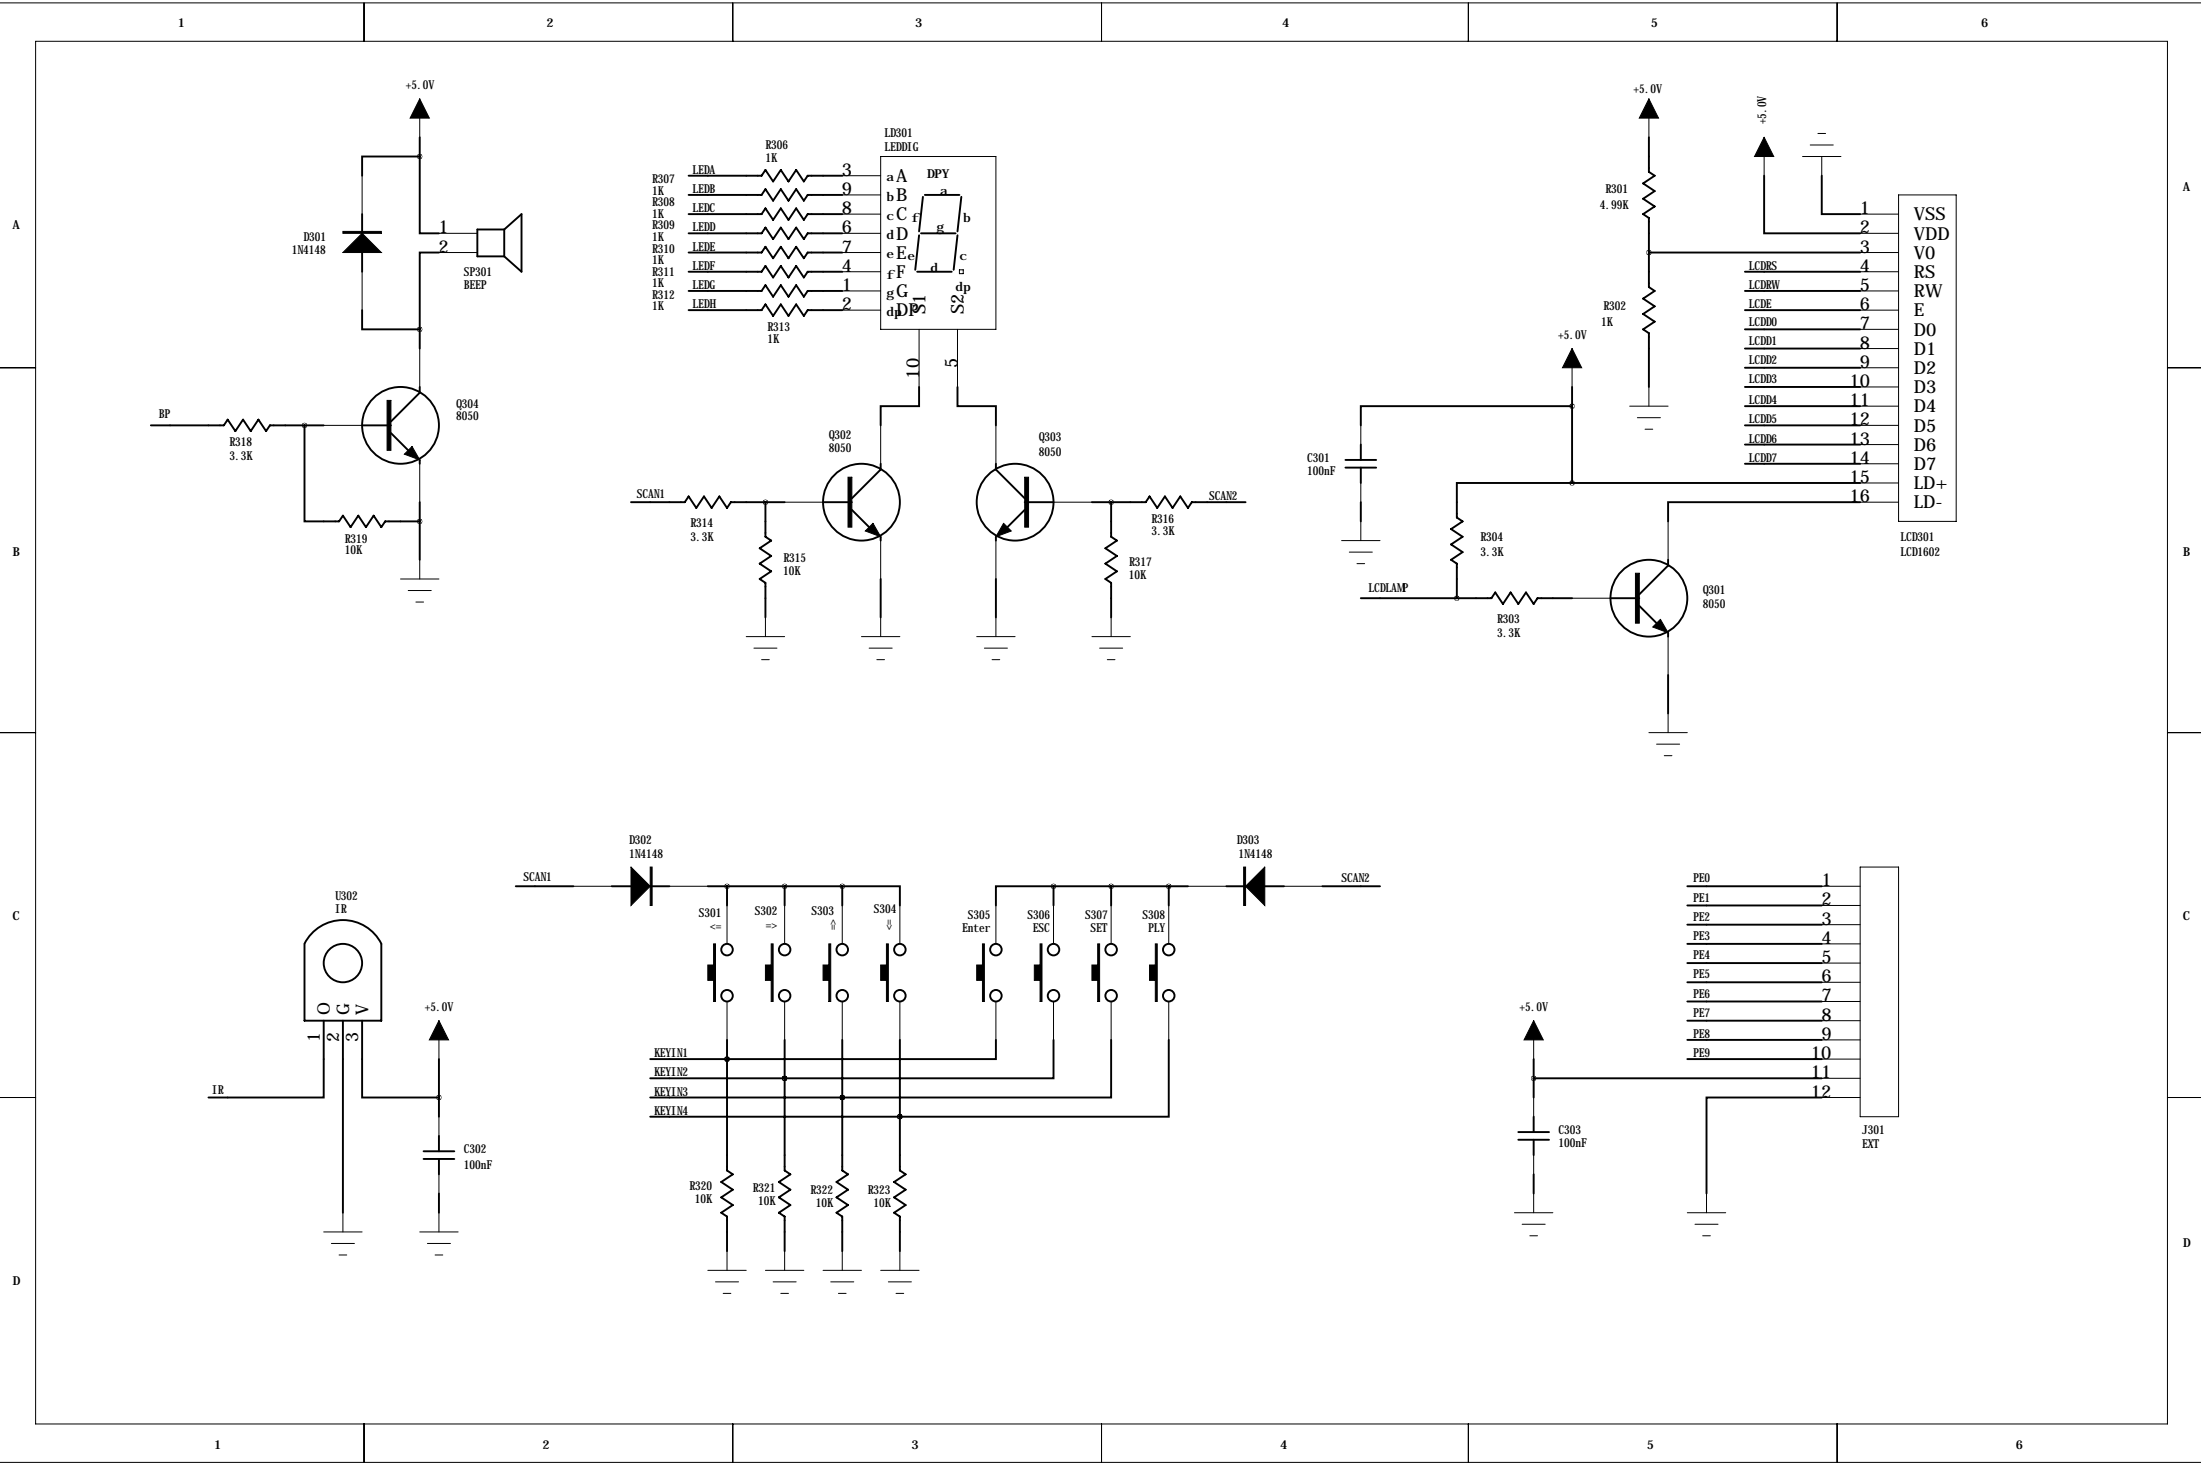 1 2 3 4 5 6
A
B
C
D
A
B
C
D
+5.0V
D301
1N4148
1
2
SP301
BEEP
BP
R318
3.3K
Q304
8050
R319
10K
LD301
LEDDIG
R306
1K
R307
1K
R308
1K
R309
1K
R310
1K
R311
1K
R312
1K
R313
1K
LEDA 3 a A
LEDB 9 b B
LEDC 8 c C
LEDD 6 d D
LEDE 7 e E
LEDF 4 f F
LEDG 1 g G
LEDH 2 dp DP
DPY
a
f b
g
e c
d
dp
S1 S2
10 5
Q302
8050
Q303
8050
SCAN1
R314
3.3K
R315
10K
SCAN2
R316
3.3K
R317
10K
+5.0V
+5.0V
R301
4.99K
R302
1K
+5.0V
C301
100nF
R304
3.3K
LCDLAMP
R303
3.3K
Q301
8050
1 VSS
2 VDD
3 V0
LCDRS 4 RS
LCDRW 5 RW
LCDE 6 E
LCDD0 7 D0
LCDD1 8 D1
LCDD2 9 D2
LCDD3 10 D3
LCDD4 11 D4
LCDD5 12 D5
LCDD6 13 D6
LCDD7 14 D7
15 LD+
16 LD-
LCD301
LCD1602
U302
IR
O G V
1 2 3
IR
+5.0V
C302
100nF
D302
1N4148
SCAN1
D303
1N4148
SCAN2
S301
<=
S302
=>
S303
⇑
S304
⇓
S305
Enter
S306
ESC
S307
SET
S308
PLY
KEYIN1
KEYIN2
KEYIN3
KEYIN4
R320
10K
R321
10K
R322
10K
R323
10K
+5.0V
C303
100nF
PE0 1
PE1 2
PE2 3
PE3 4
PE4 5
PE5 6
PE6 7
PE7 8
PE8 9
PE9 10
11
12
J301
EXT
1 2 3 4 5 6